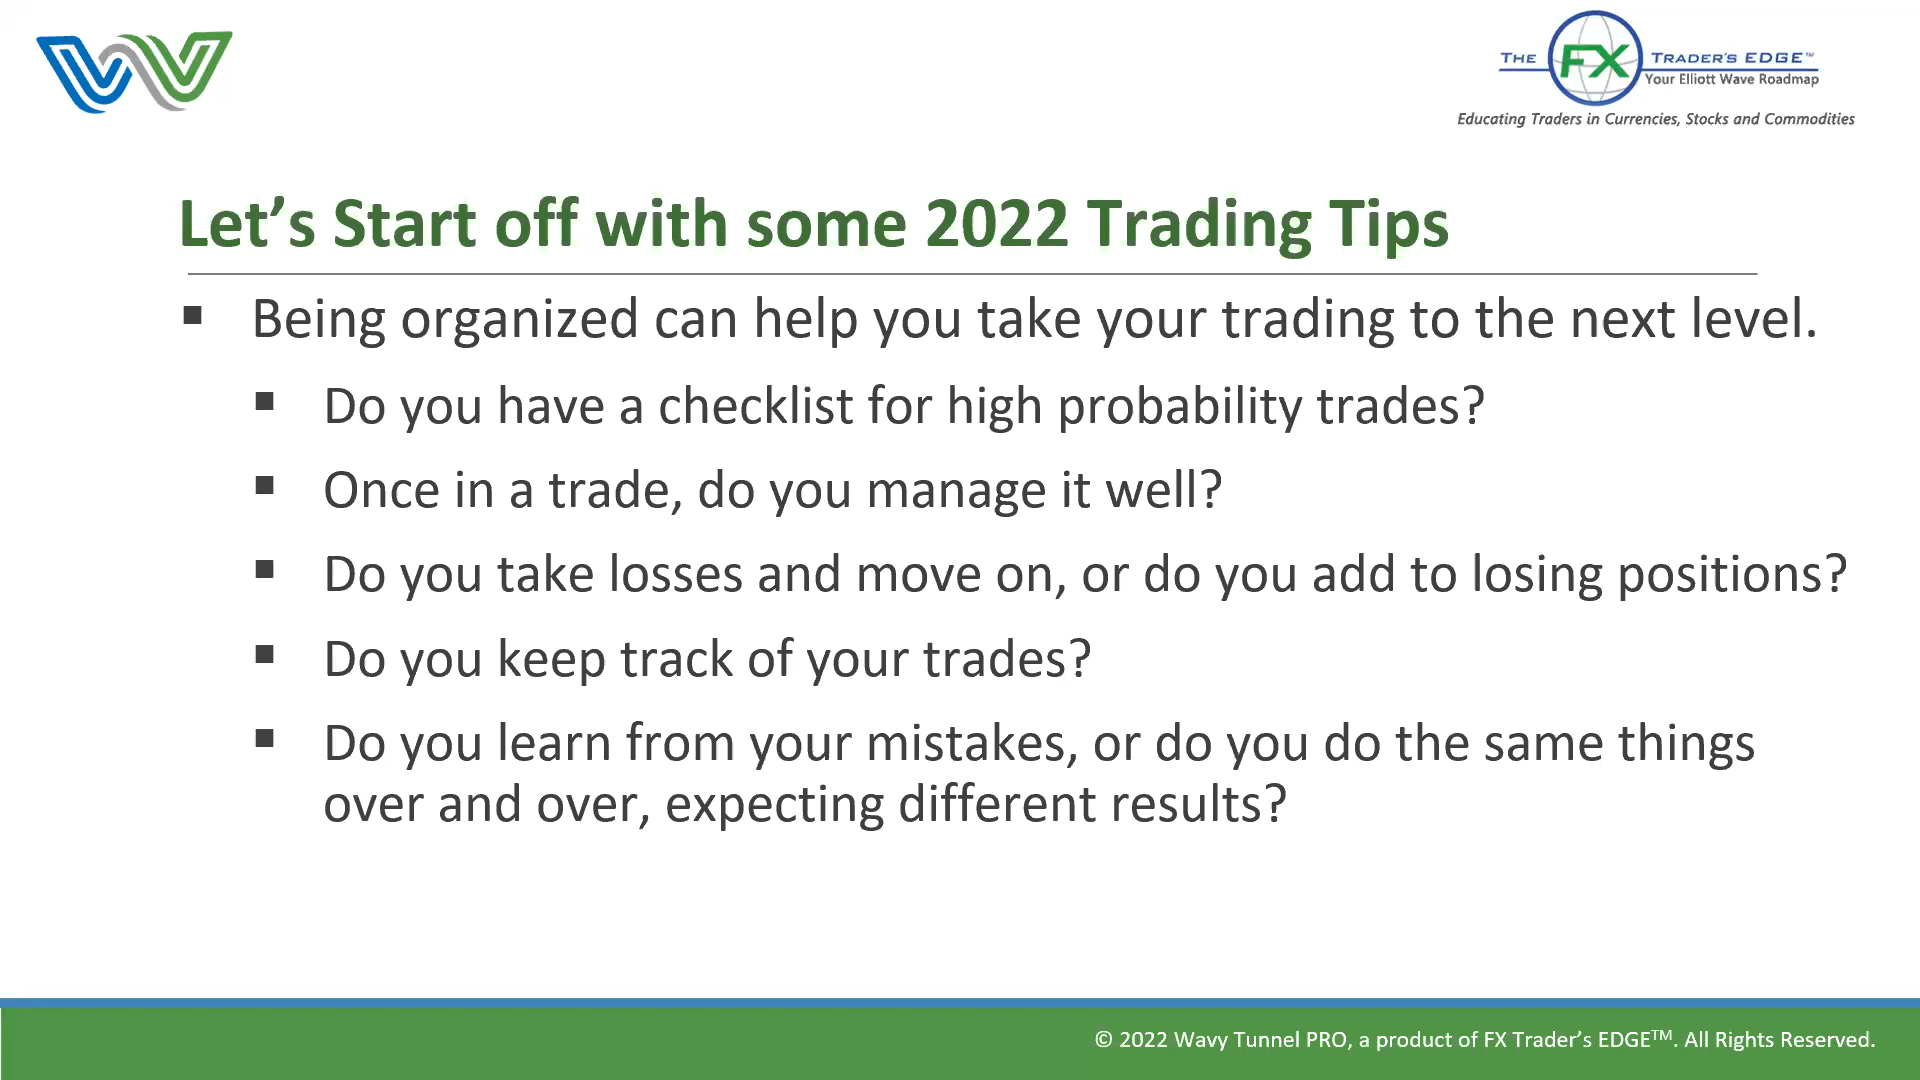 THE FX TRADER'S EDGE™
Your Elliott Wave Roadmap
Educating Traders in Currencies, Stocks and Commodities
Let’s Start off with some 2022 Trading Tips
▪ Being organized can help you take your trading to the next level.
▪ Do you have a checklist for high probability trades?
▪ Once in a trade, do you manage it well?
▪ Do you take losses and move on, or do you add to losing positions?
▪ Do you keep track of your trades?
▪ Do you learn from your mistakes, or do you do the same things
over and over, expecting different results?
© 2022 Wavy Tunnel PRO, a product of FX Trader’s EDGE™. All Rights Reserved.